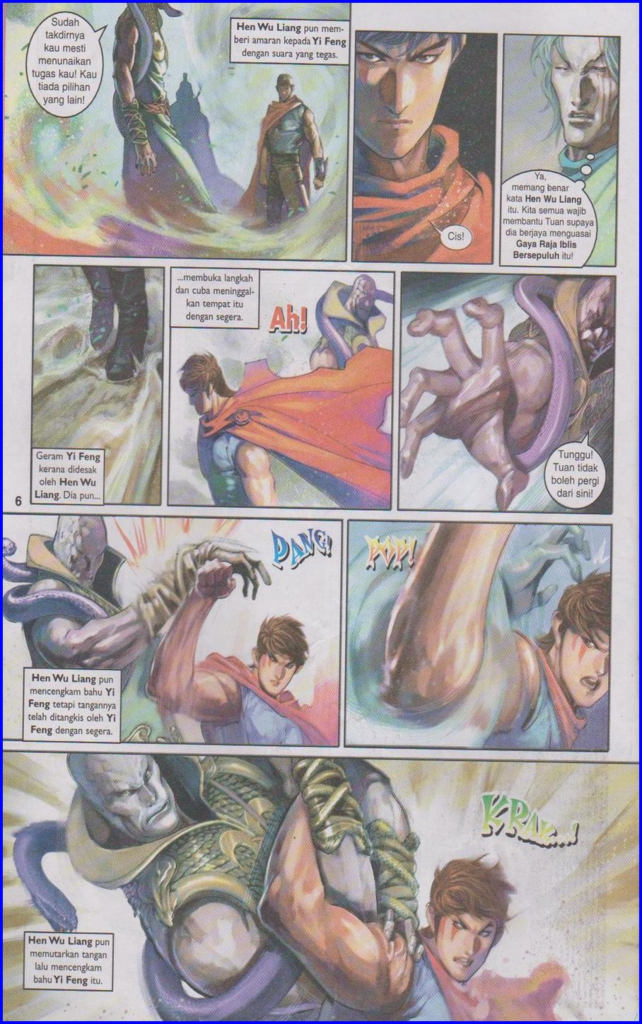 Sudah
takdirnya
kau mesti
menunaikan
tugas kau! Kau
tiada pilihan
yang lain!
Hen Wu Liang pun mem-
beri amaran kepada Yi Feng
dengan suara yang tegas.
Cis!
Ya,
memang benar
kata Hen Wu Liang
itu. Kita semua wajib
membantu Tuan supaya
dia berjaya menguasai
Gaya Raja Iblis
Bersepuluh itu!
Geram Yi Feng
kerana didesak
oleh Hen Wu
Liang. Dia pun...
...membuka langkah
dan cuba meninggal-
kan tempat itu
dengan segera.
Ah!
Tunggu!
Tuan tidak
boleh pergi
dari sini!
6
PANG!
Hen Wu Liang pun
mencengkam bahu Yi
Feng tetapi tangannya
telah ditangkis oleh Yi
Feng dengan segera.
POP!
KRAK...!
Hen Wu Liang pun
memutarkan tangan
lalu mencengkam
bahu Yi Feng itu.